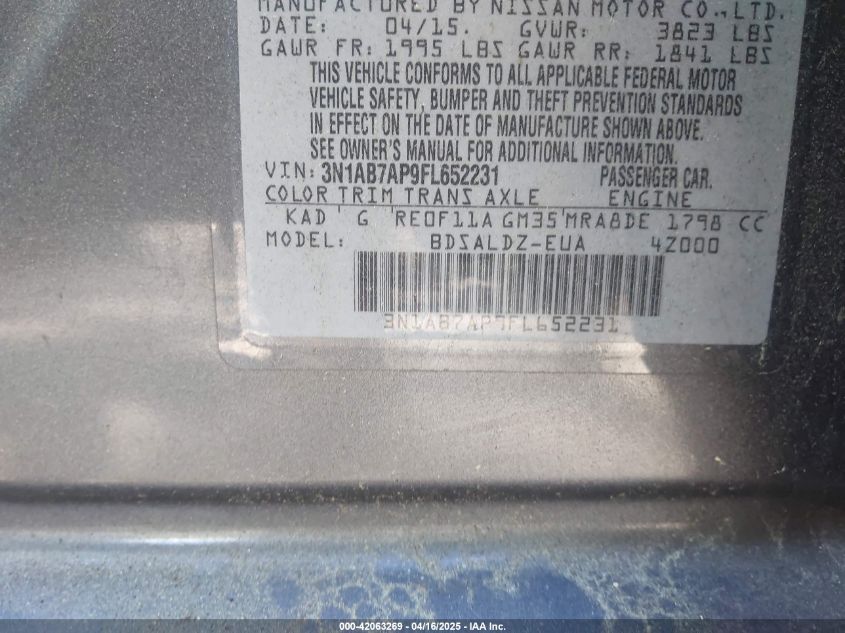 MANUFACTURED BY NISSAN MOTOR CO., LTD.
DATE: 04/15. GVWR: 3823 LBS
GAWR FR: 1995 LBS GAWR RR: 1841 LBS
THIS VEHICLE CONFORMS TO ALL APPLICABLE FEDERAL MOTOR
VEHICLE SAFETY, BUMPER AND THEFT PREVENTION STANDARDS
IN EFFECT ON THE DATE OF MANUFACTURE SHOWN ABOVE.
SEE OWNER'S MANUAL FOR ADDITIONAL INFORMATION.
VIN: 3N1AB7AP9FL652231 PASSENGER CAR.
COLOR TRIM TRANS AXLE ENGINE
KAD G RE0F11A GM35 MRA8DE 1798 CC
MODEL: BDSALDZ-EUA 4Z000
3N1AB7AP9FL652231
000-42063269 - 04/16/2025 - IAA Inc.